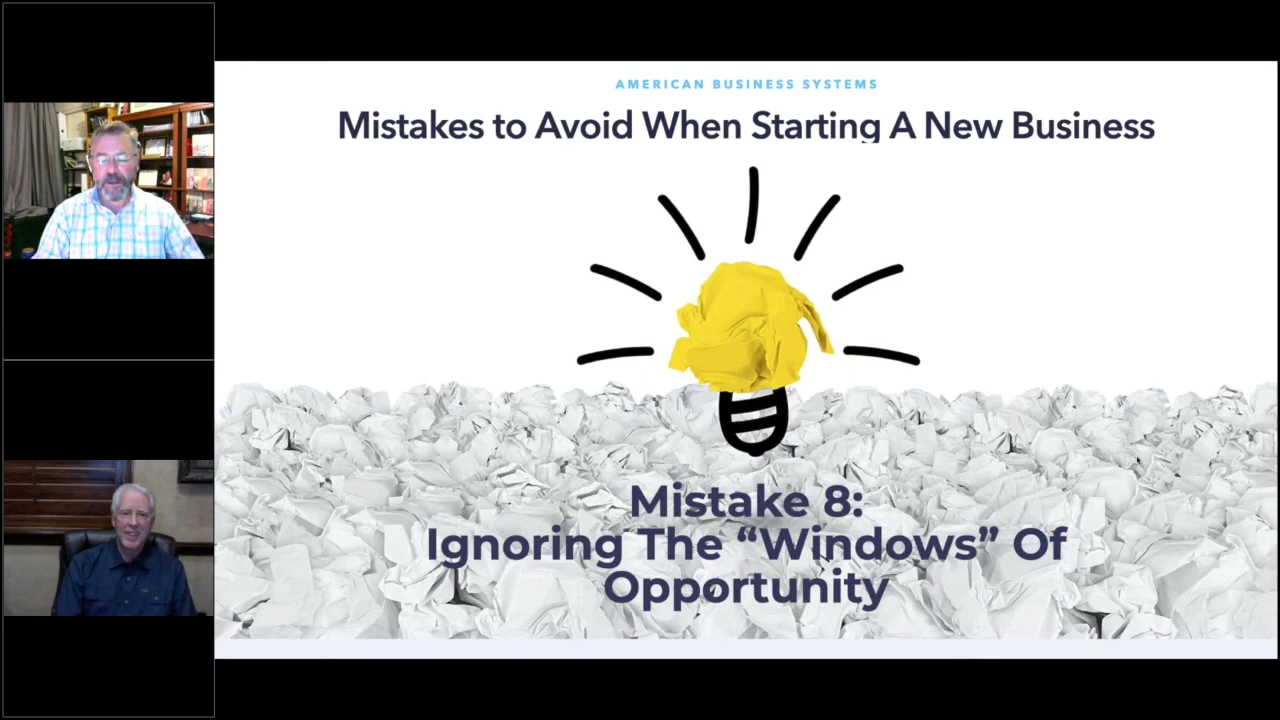 AMERICAN BUSINESS SYSTEMS
Mistakes to Avoid When Starting A New Business
Mistake 8:
Ignoring The “Windows” Of
Opportunity